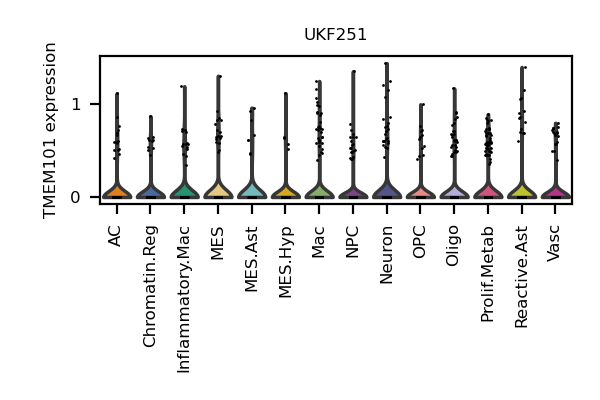 UKF251
TMEM101 expression
1
0
AC
Chromatin.Reg
Inflammatory.Mac
MES
MES.Ast
MES.Hyp
Mac
NPC
Neuron
OPC
Oligo
Prolif.Metab
Reactive.Ast
Vasc